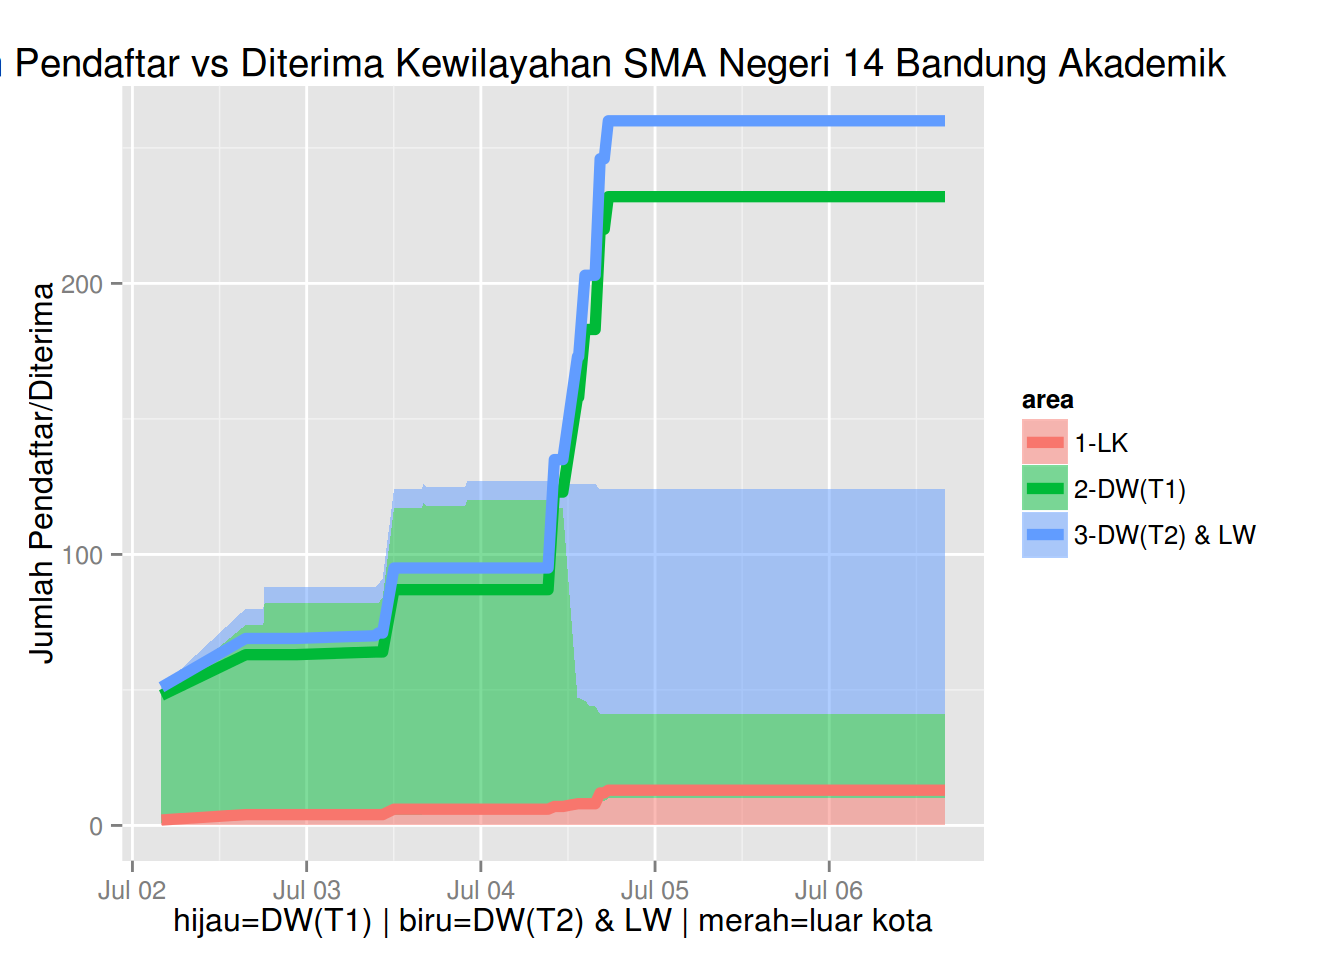 Pendaftar vs Diterima Kewilayahan SMA Negeri 14 Bandung Akademik
Jumlah Pendaftar/Diterima
200
100
0
Jul 02 Jul 03 Jul 04 Jul 05 Jul 06
hijau=DW(T1) | biru=DW(T2) & LW | merah=luar kota
area
1-LK
2-DW(T1)
3-DW(T2) & LW